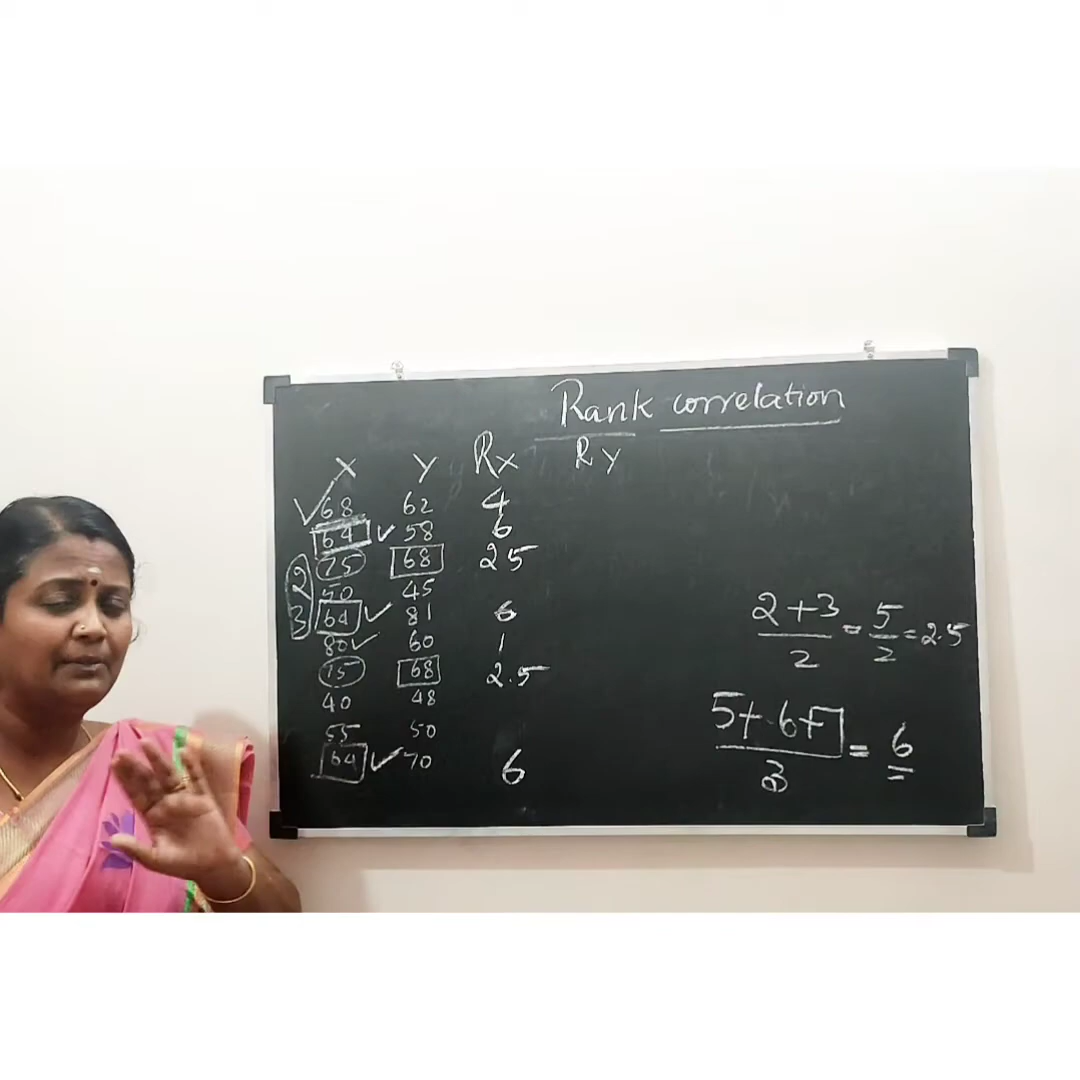 Rank correlation
X Y Rx Ry
68 62 4
64 58 6
2 75 68 2.5
50 45
3 64 81 6
80 60 1
75 68 2.5
40 48
55 50
64 70 6
2+3/2 = 5/2 = 2.5
5+6+7/3 = 6